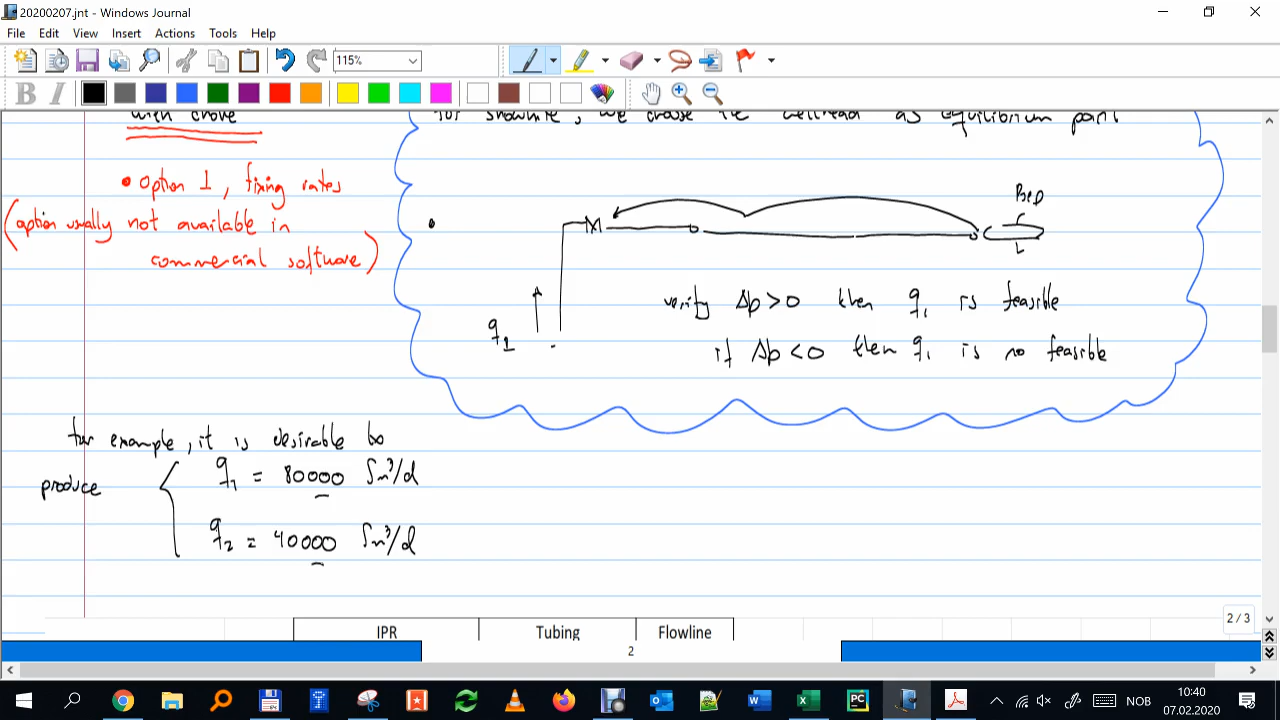 20200207.jnt - Windows Journal
File Edit View Insert Actions Tools Help
115%
B I
with choke
for snowhite, we choose the wellhead as equilibrium point
• Option 1, fixing rates
(option usually not available in
commercial software)
Psep
L
verify Δp>0 then q1 is feasible
if Δp<0 then q1 is no feasible
q1
for example, it is desirable to
produce
q1 = 80000 Sm³/d
q2 = 40000 Sm³/d
IPR Tubing Flowline
2/3
2
NOB
10:40
07.02.2020